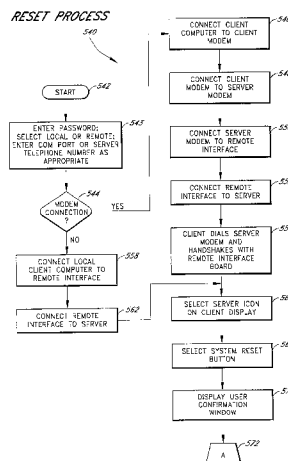 RESET PROCESS
540
START
542
ENTER PASSWORD;
SELECT LOCAL OR REMOTE;
ENTER COM PORT OR SERVER
TELEPHONE NUMBER AS
APPROPRIATE
543
MODEM
CONNECTION
?
544
YES
NO
CONNECT LOCAL
CLIENT COMPUTER TO
REMOTE INTERFACE
558
CONNECT REMOTE
INTERFACE TO SERVER
562
CONNECT CLIENT
COMPUTER TO CLIENT
MODEM
CONNECT CLIENT
MODEM TO SERVER
MODEM
CONNECT SERVER
MODEM TO REMOTE
INTERFACE
CONNECT REMOTE
INTERFACE TO SERVER
CLIENT DIALS SERVER
MODEM AND
HANDSHAKES WITH
REMOTE INTERFACE
BOARD
SELECT SERVER ICON
ON CLIENT DISPLAY
SELECT SYSTEM RESET
BUTTON
DISPLAY USER
CONFIRMATION
WINDOW
A
572